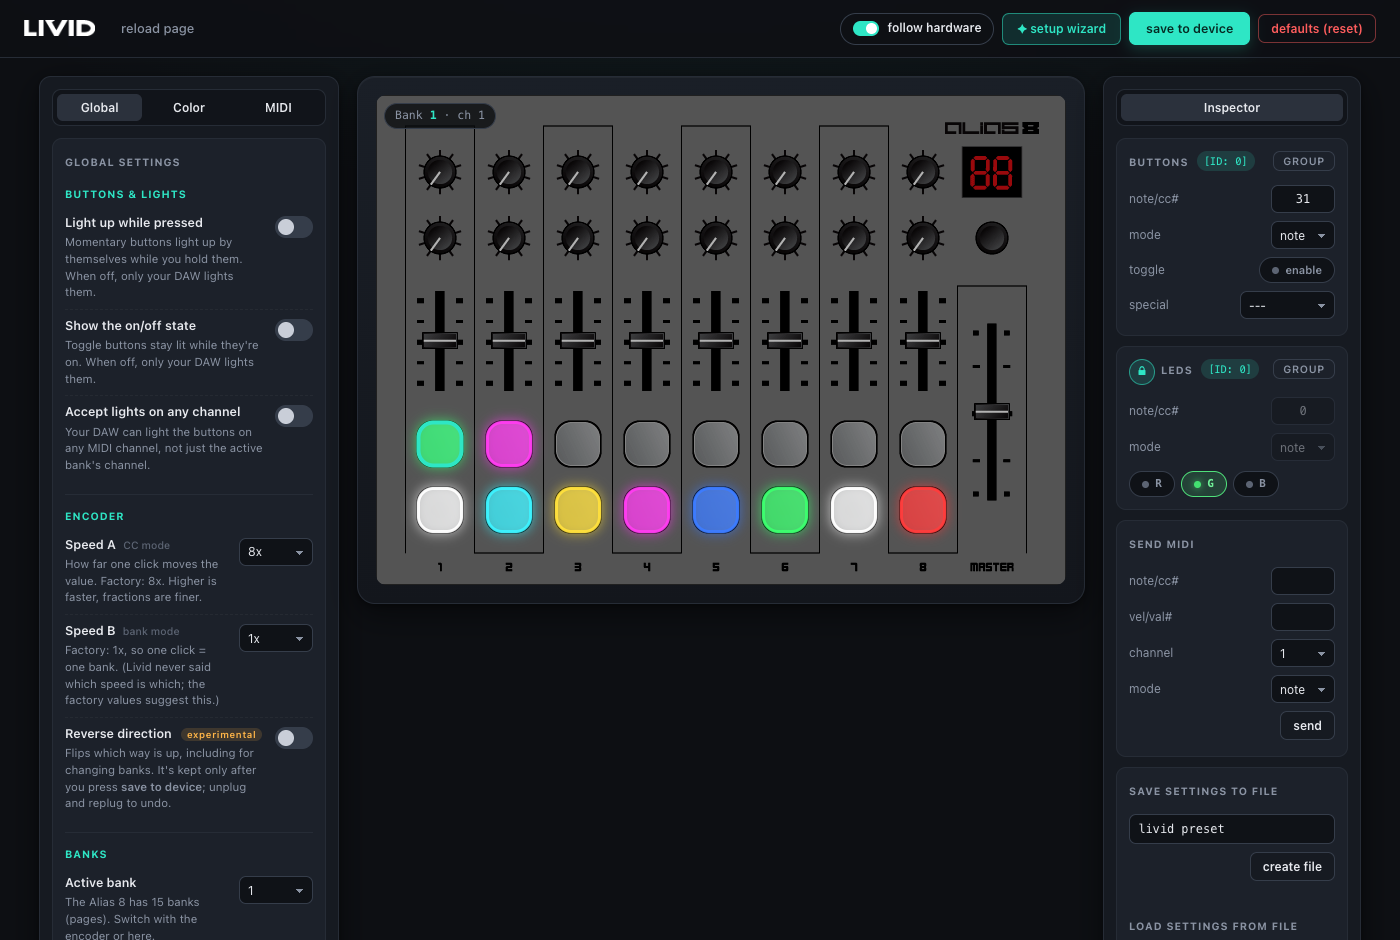 LIVID
reload page
follow hardware
✦ setup wizard
save to device
defaults (reset)
Global
Color
MIDI
GLOBAL SETTINGS
BUTTONS & LIGHTS
Light up while pressed
Momentary buttons light up by
themselves while you hold them.
When off, only your DAW lights
them.
Show the on/off state
Toggle buttons stay lit while they're
on. When off, only your DAW lights
them.
Accept lights on any channel
Your DAW can light the buttons on
any MIDI channel, not just the active
bank's channel.
ENCODER
Speed A CC mode
8x
How far one click moves the
value. Factory: 8x. Higher is
faster, fractions are finer.
Speed B bank mode
1x
Factory: 1x, so one click =
one bank. (Livid never said
which speed is which; the
factory values suggest this.)
Reverse direction experimental
Flips which way is up, including for
changing banks. It's kept only after
you press save to device; unplug
and replug to undo.
BANKS
Active bank
1
The Alias 8 has 15 banks
(pages). Switch with the
encoder or here.
Bank 1 · ch 1
ALIAS 8
88
1
2
3
4
5
6
7
8
MASTER
Inspector
BUTTONS [ID: 0] GROUP
note/cc# 31
mode note
toggle enable
special ---
LEDS [ID: 0] GROUP
note/cc# 0
mode note
R G B
SEND MIDI
note/cc#
vel/val#
channel 1
mode note
send
SAVE SETTINGS TO FILE
livid preset
create file
LOAD SETTINGS FROM FILE